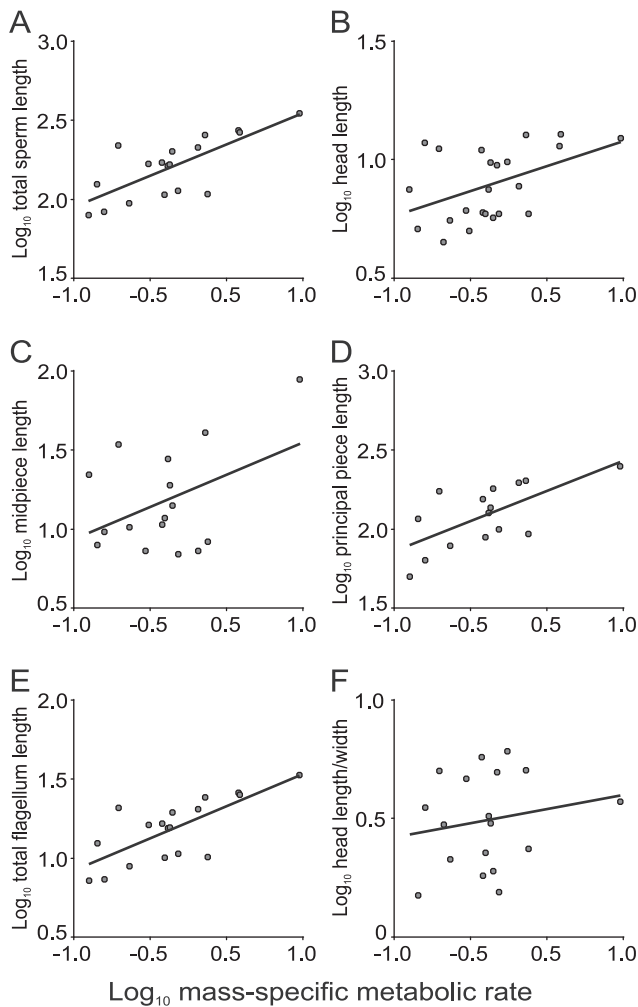 A
Log₁₀ total sperm length
3.0
2.5
2.0
1.5
-1.0 -0.5 0.5 1.0
B
Log₁₀ head length
1.5
1.0
0.5
-1.0 -0.5 0.5 1.0
C
Log₁₀ midpiece length
2.0
1.5
1.0
0.5
-1.0 -0.5 0.5 1.0
D
Log₁₀ principal piece length
3.0
2.5
2.0
1.5
-1.0 -0.5 0.5 1.0
E
Log₁₀ total flagellum length
2.0
1.5
1.0
0.5
-1.0 -0.5 0.5 1.0
F
Log₁₀ head length/width
1.0
0.5
0
-1.0 -0.5 0.5 1.0
Log₁₀ mass-specific metabolic rate